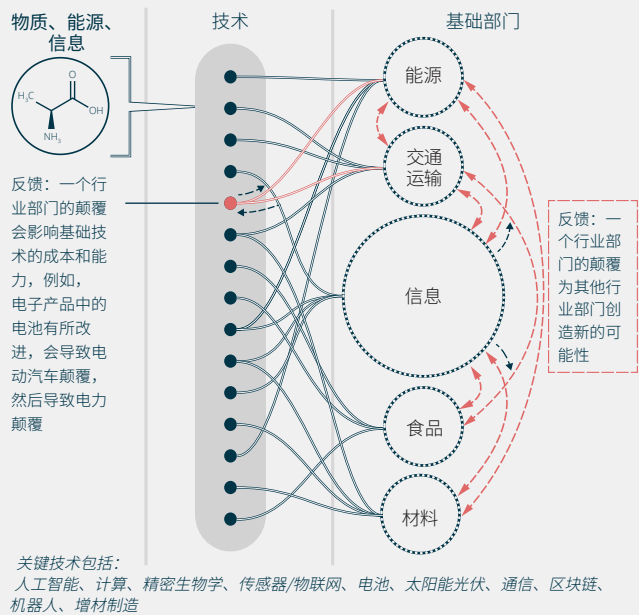 物质、能源、
信息
技术
基础部门
H₃C
O
OH
NH₃
反馈：一个行
业部门的颠覆
会影响基础技
术的成本和能
力，例如，
电子产品中的
电池有所改
进，会导致电
动汽车颠覆，
然后导致电力
颠覆
能源
交通
运输
信息
食品
材料
反馈：一
个行业部
门的颠覆
为其他行
业部门创
造新的可
能性
关键技术包括：
人工智能、计算、精密生物学、传感器/物联网、电池、太阳能光伏、通信、区块链、
机器人、增材制造